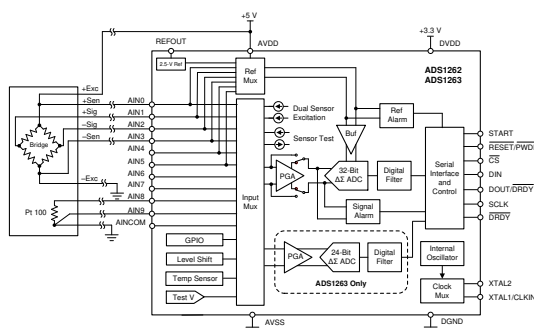 +5 V
+3.3 V
REFOUT
AVDD
DVDD
2.5-V Ref
Ref
Mux
ADS1262
ADS1263
+Exc
+Sen
+Sig
−Sig
−Sen
−Exc
Bridge
Pt 100
AIN0
AIN1
AIN2
AIN3
AIN4
AIN5
AIN6
AIN7
AIN8
AIN9
AINCOM
Input
Mux
Dual Sensor
Excitation
Sensor Test
Buf
Ref
Alarm
PGA
32-Bit
ΔΣ ADC
Digital
Filter
Signal
Alarm
Serial
Interface
and
Control
START
RESET/PWDN
CS
DIN
DOUT/DRDY
SCLK
DRDY
GPIO
Level Shift
Temp Sensor
Test V
PGA
24-Bit
ΔΣ ADC
Digital
Filter
ADS1263 Only
Internal
Oscillator
Clock
Mux
XTAL2
XTAL1/CLKIN
AVSS
DGND